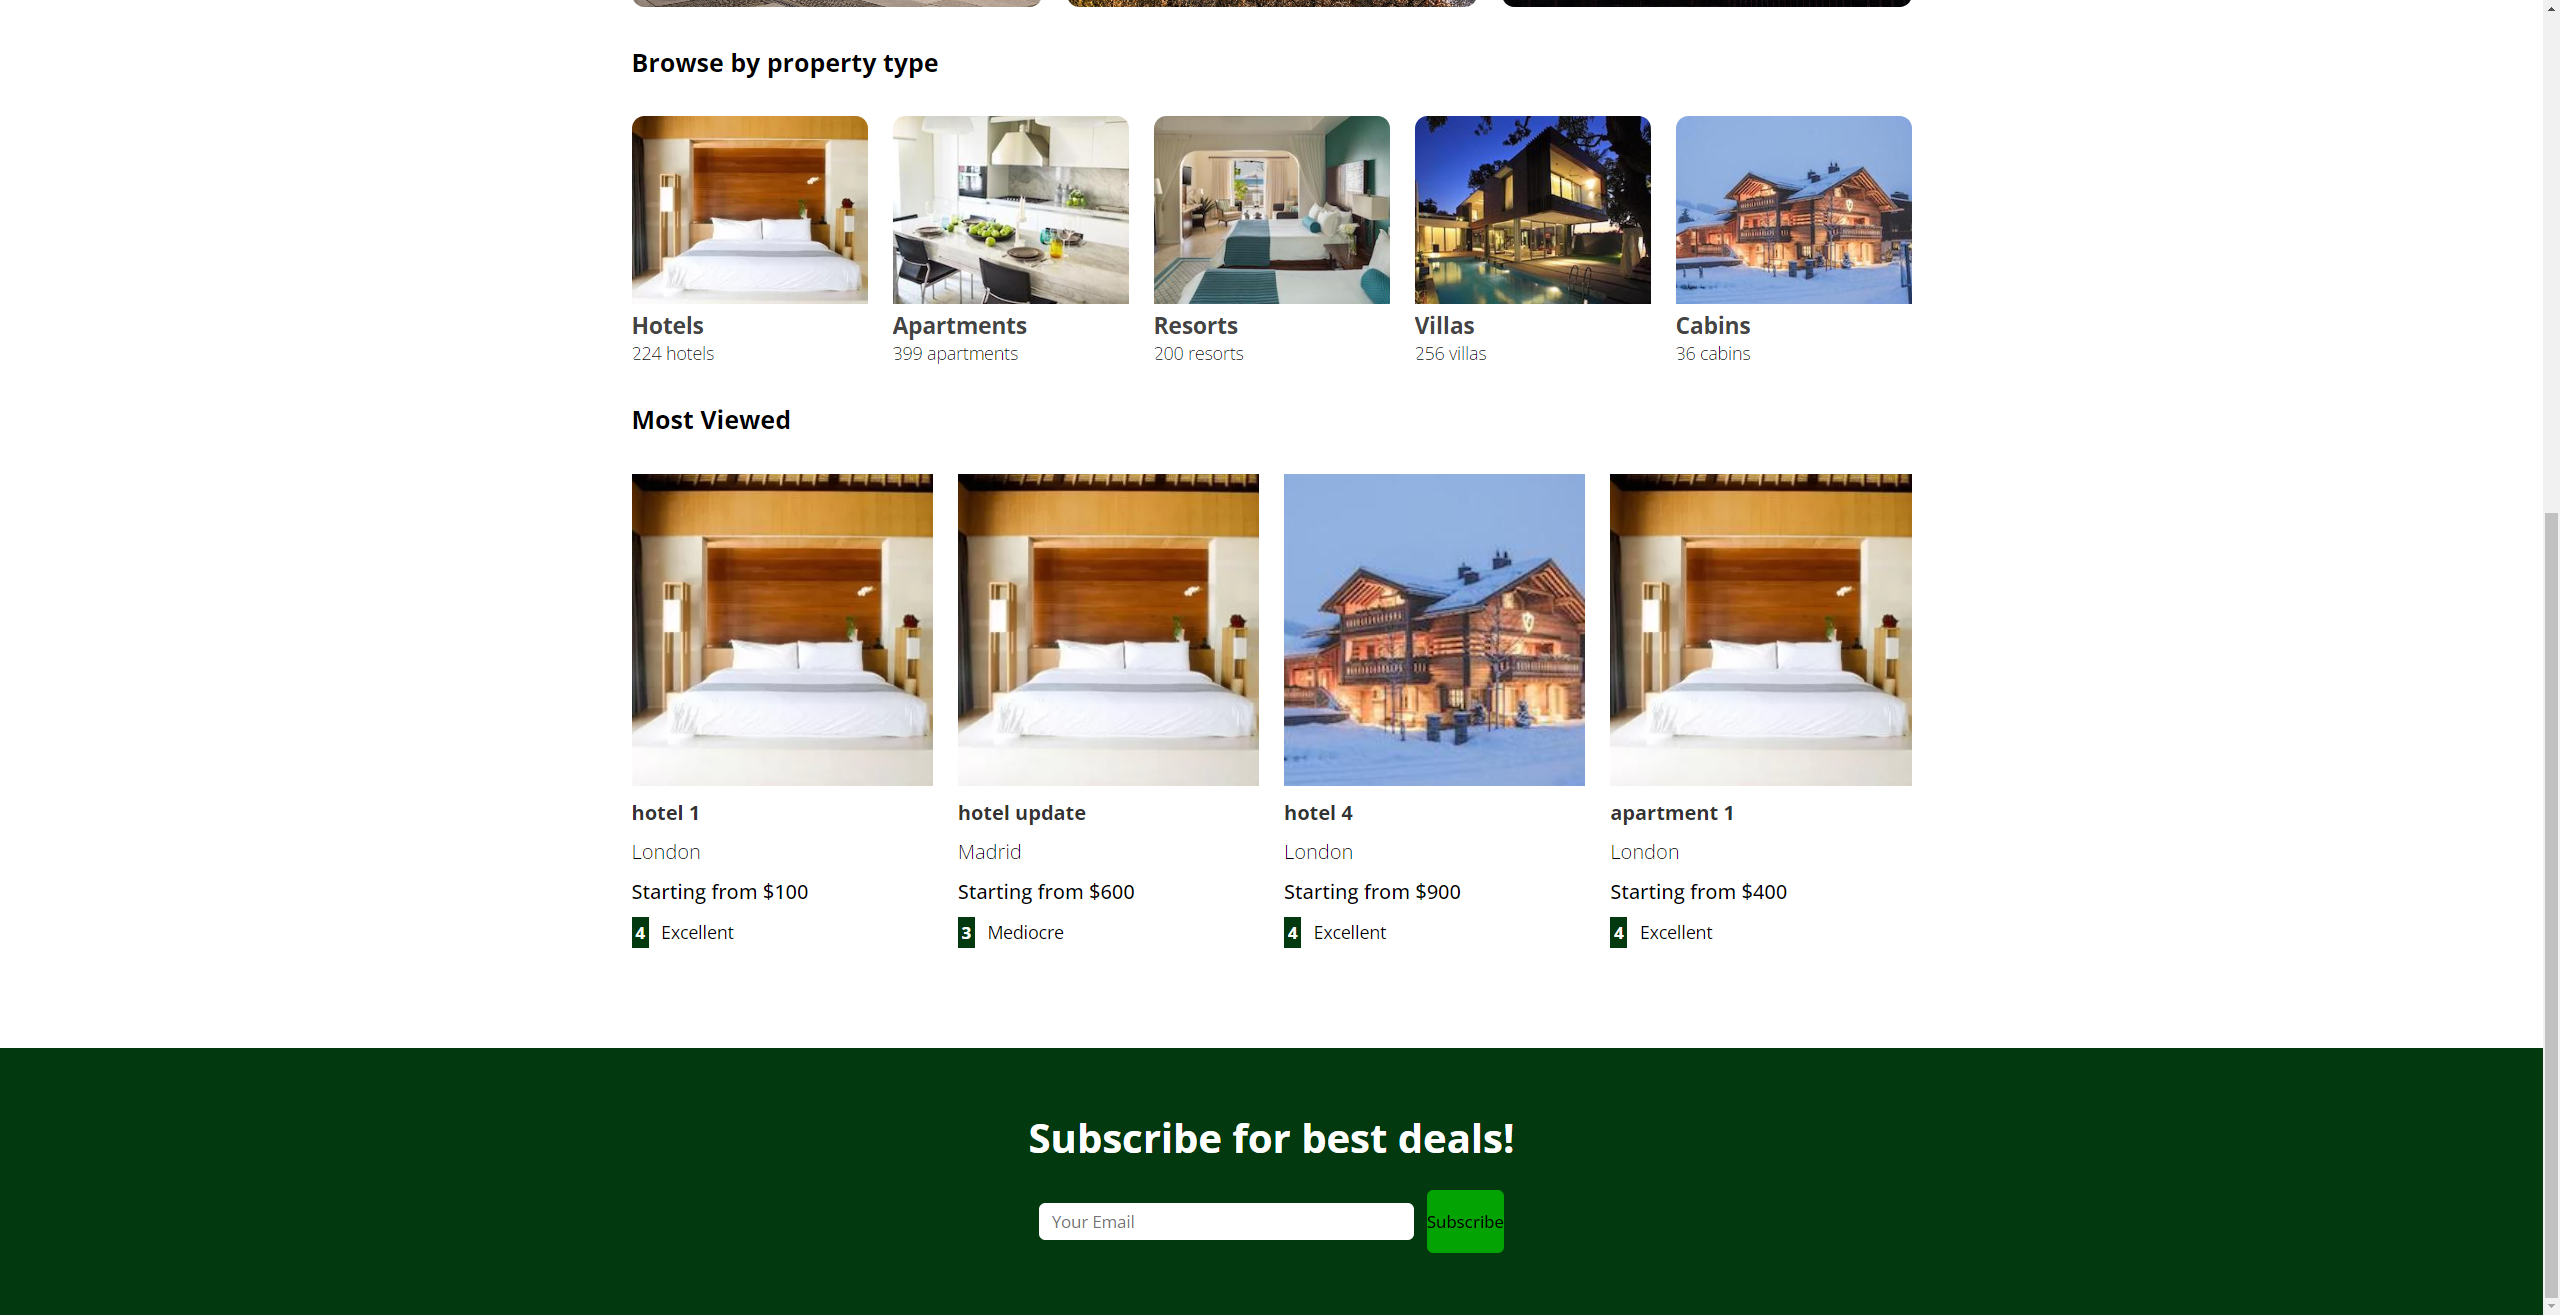 Browse by property type
Hotels
224 hotels
Apartments
399 apartments
Resorts
200 resorts
Villas
256 villas
Cabins
36 cabins
Most Viewed
hotel 1
London
Starting from $100
4 Excellent
hotel update
Madrid
Starting from $600
3 Mediocre
hotel 4
London
Starting from $900
4 Excellent
apartment 1
London
Starting from $400
4 Excellent
Subscribe for best deals!
Your Email
Subscribe